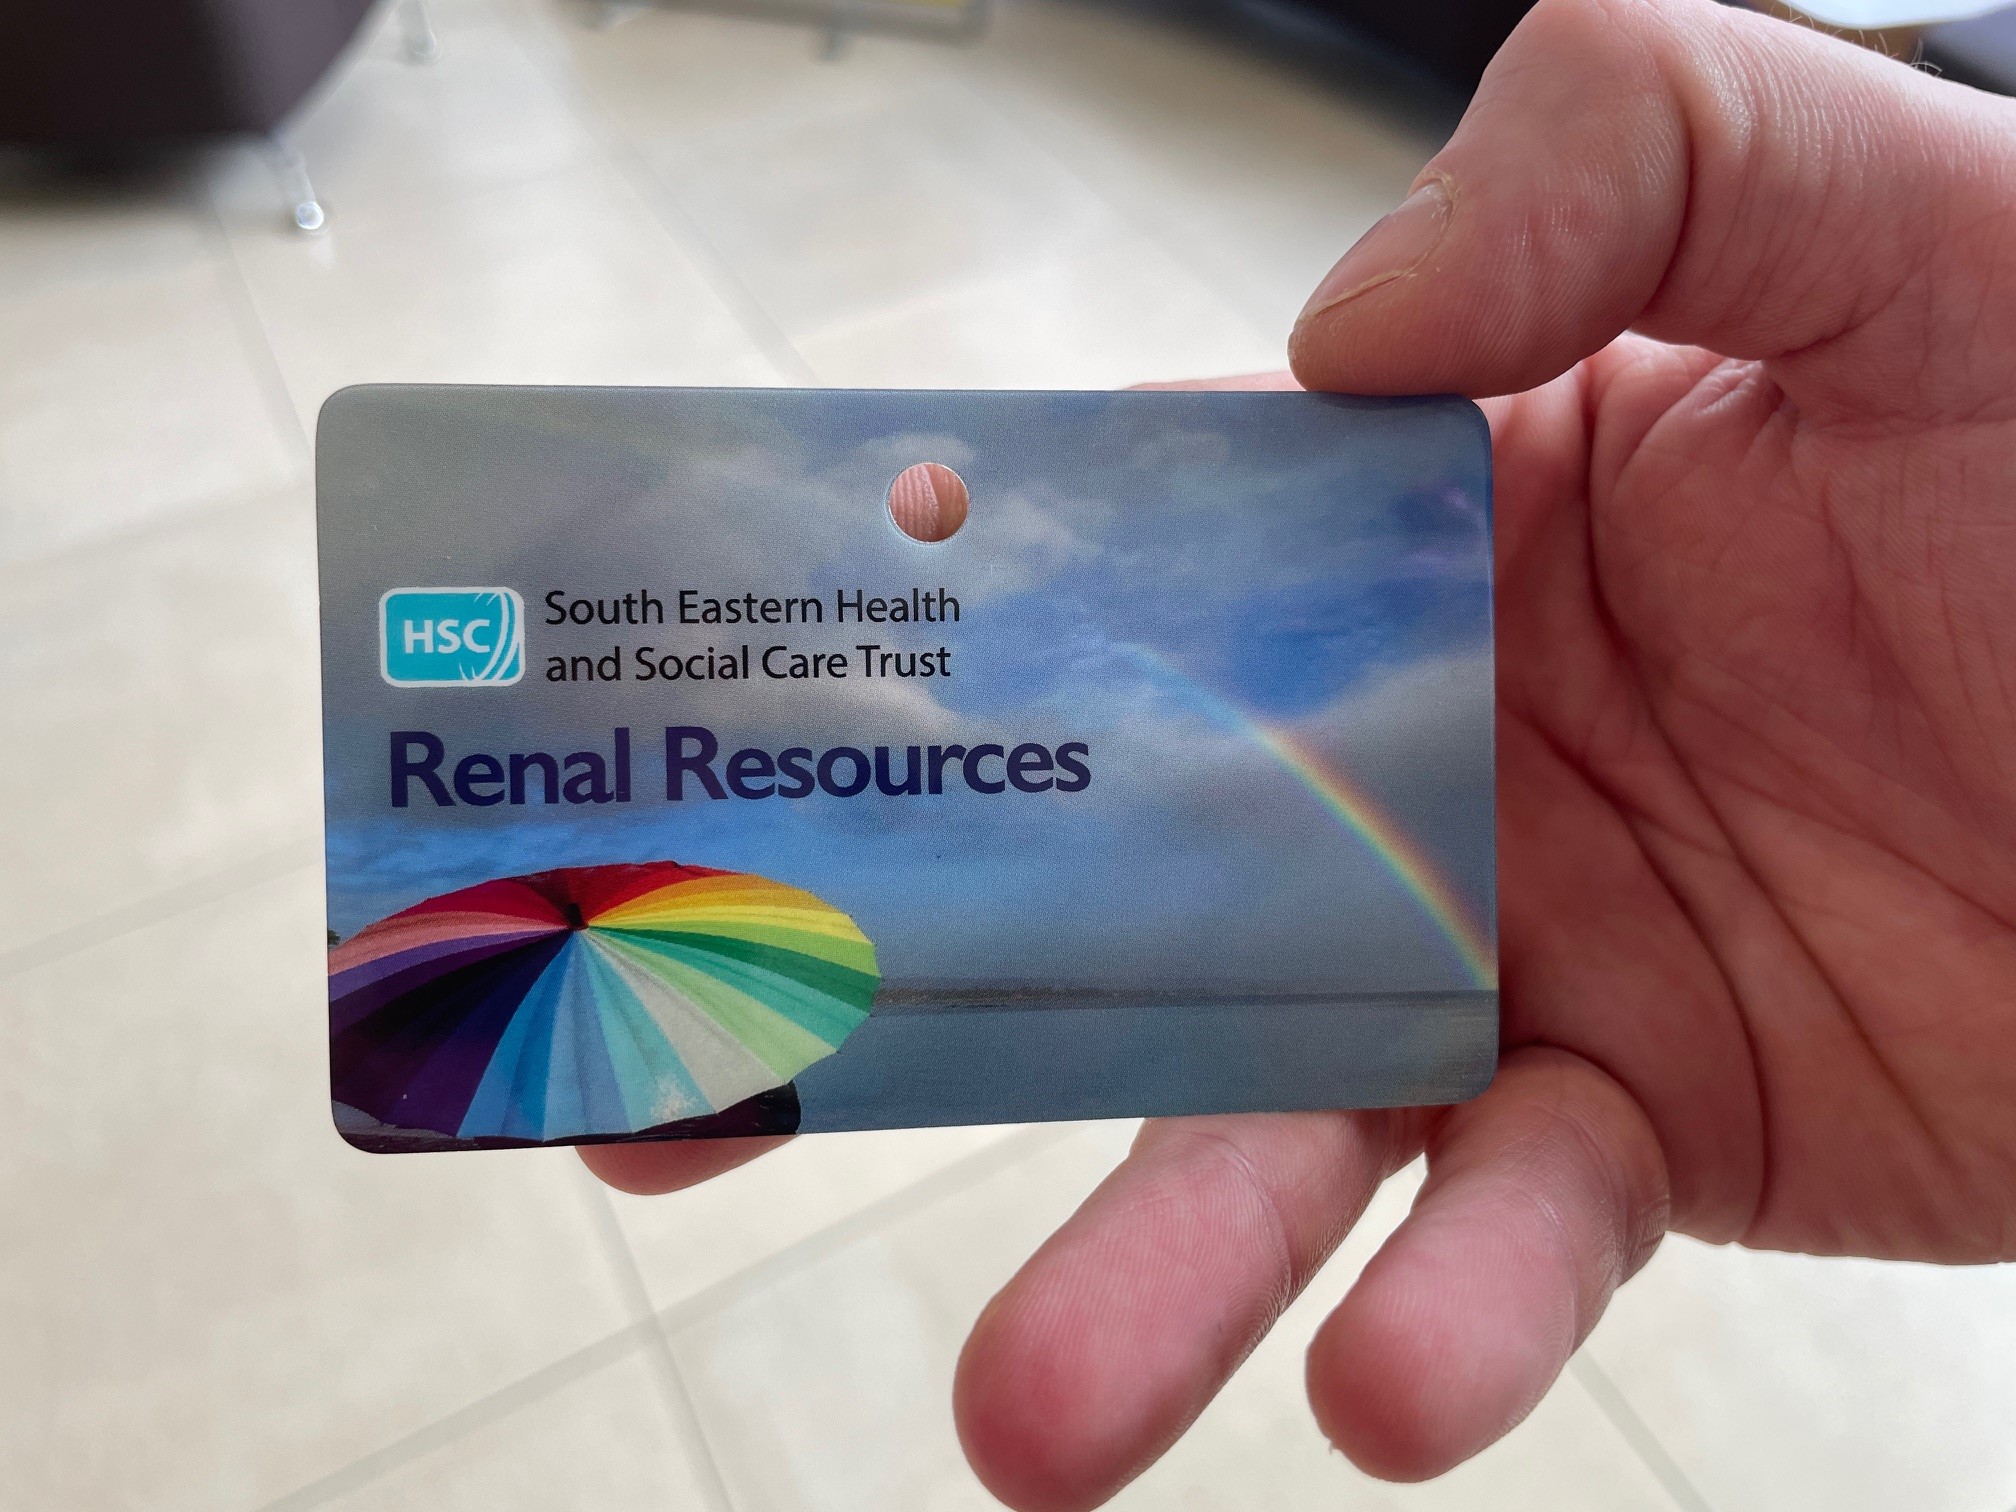 HSC
South Eastern Health
and Social Care Trust
Renal Resources